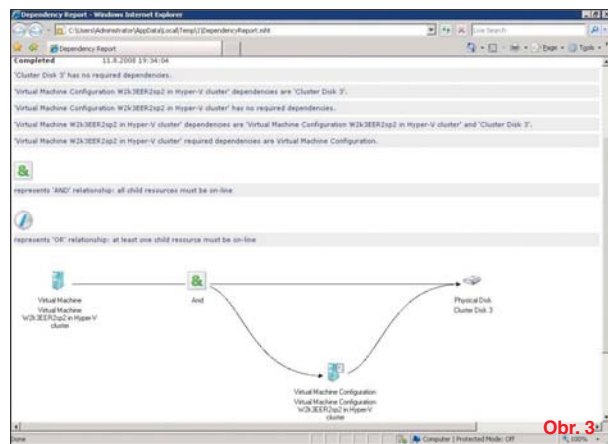 Dependency Report - Windows Internet Explorer
C:\Users\Administrator\AppData\Local\Temp\1\DependencyReport.mht
Live Search
Dependency Report
Page
Tools
Completed 11.8.2008 19:34:04
'Cluster Disk 3' has no required dependencies.
'Virtual Machine Configuration W2k3EER2sp2 in Hyper-V cluster' dependencies are 'Cluster Disk 3'.
'Virtual Machine Configuration W2k3EER2sp2 in Hyper-V cluster' has no required dependencies.
'Virtual Machine W2k3EER2sp2 in Hyper-V cluster' dependencies are 'Virtual Machine Configuration W2k3EER2sp2 in Hyper-V cluster' and 'Cluster Disk 3'.
'Virtual Machine W2k3EER2sp2 in Hyper-V cluster' required dependencies are Virtual Machine Configuration.
&
represents 'AND' relationship: all child resources must be on-line
represents 'OR' relationship: at least one child resource must be on-line
&
Virtual Machine
Virtual Machine
W2k3EER2sp2 in Hyper-V
cluster
And
Physical Disk
Cluster Disk 3
Virtual Machine Configuration
Virtual Machine Configuration
W2k3EER2sp2 in Hyper-V
cluster
Obr. 3
Done
Computer | Protected Mode: Off
100%